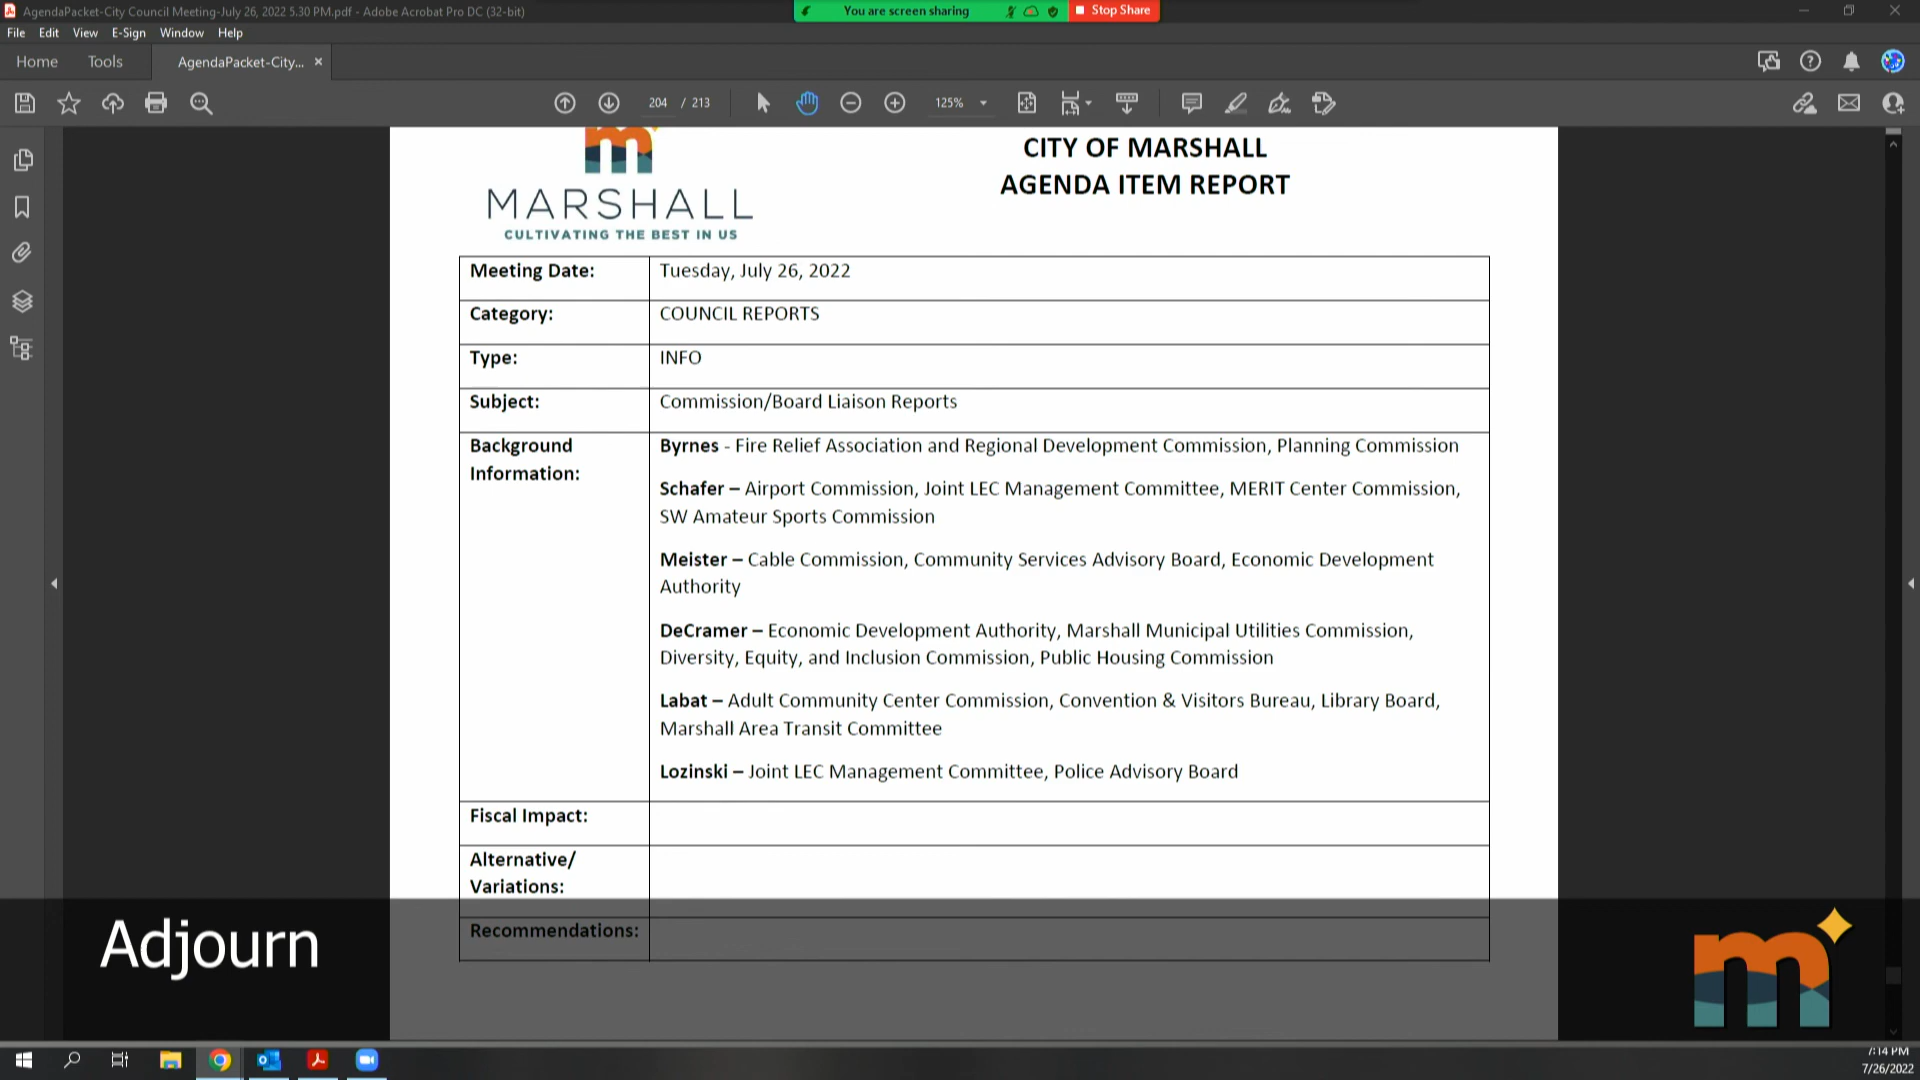 AgendaPacket-City Council Meeting-July 26, 2022 5.30 PM.pdf - Adobe Acrobat Pro DC (32-bit)
You are screen sharing
Stop Share
File Edit View E-Sign Window Help
Home Tools AgendaPacket-City... ×
204 / 213
125%
m
MARSHALL
CULTIVATING THE BEST IN US
CITY OF MARSHALL
AGENDA ITEM REPORT
Meeting Date: Tuesday, July 26, 2022
Category: COUNCIL REPORTS
Type: INFO
Subject: Commission/Board Liaison Reports
Background
Information:
Byrnes - Fire Relief Association and Regional Development Commission, Planning Commission
Schafer – Airport Commission, Joint LEC Management Committee, MERIT Center Commission,
SW Amateur Sports Commission
Meister – Cable Commission, Community Services Advisory Board, Economic Development
Authority
DeCramer – Economic Development Authority, Marshall Municipal Utilities Commission,
Diversity, Equity, and Inclusion Commission, Public Housing Commission
Labat – Adult Community Center Commission, Convention & Visitors Bureau, Library Board,
Marshall Area Transit Committee
Lozinski – Joint LEC Management Committee, Police Advisory Board
Fiscal Impact:
Alternative/
Variations:
Recommendations:
Adjourn
m
7:14 PM
7/26/2022